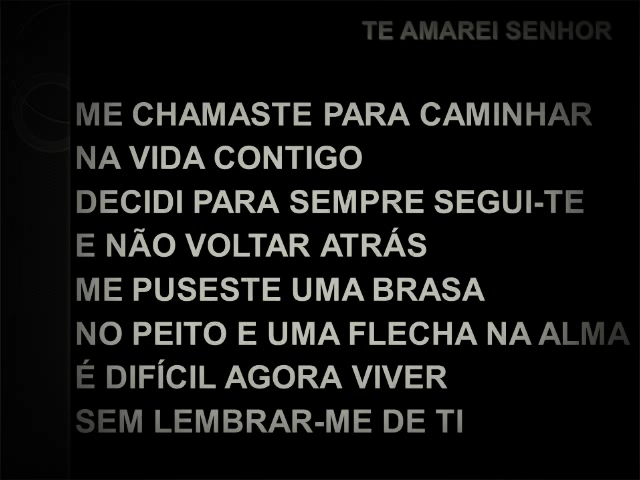 TE AMAREI SENHOR
ME CHAMASTE PARA CAMINHAR
NA VIDA CONTIGO
DECIDI PARA SEMPRE SEGUI-TE
E NÃO VOLTAR ATRÁS
ME PUSESTE UMA BRASA
NO PEITO E UMA FLECHA NA ALMA
É DIFÍCIL AGORA VIVER
SEM LEMBRAR-ME DE TI